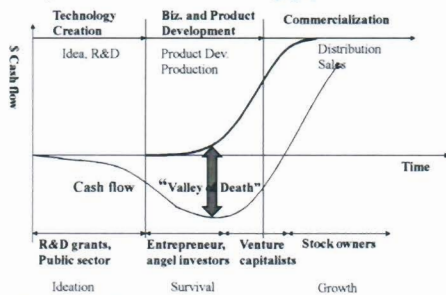 Technology Creation
Biz. and Product Development
Commercialization
Idea, R&D
Product Dev. Production
Distribution Sales
$ Cash flow
Time
Cash flow
"Valley of Death"
R&D grants, Public sector
Entrepreneur, angel investors
Venture capitalists
Stock owners
Ideation
Survival
Growth